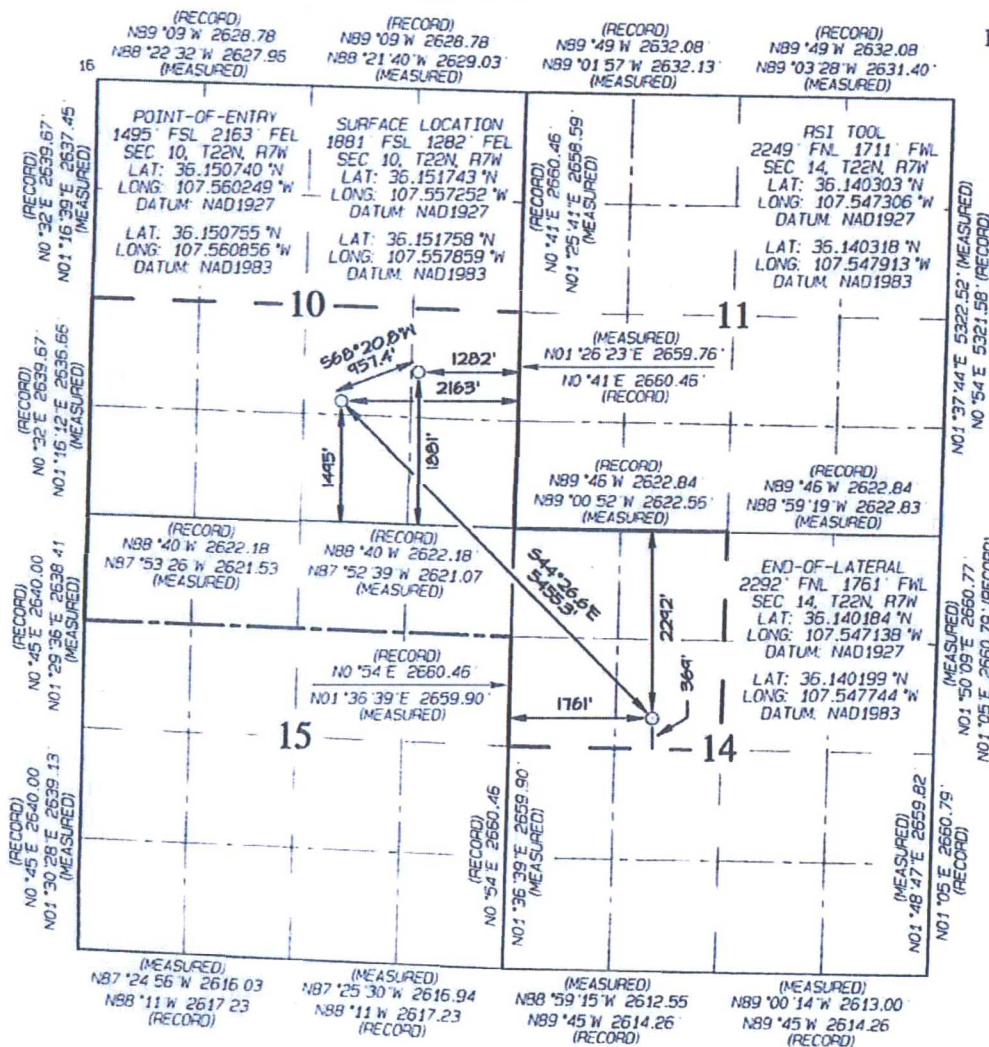 (RECORD)
N89°09'W 2628.78'
N88°22'32"W 2627.95'
(MEASURED)
(RECORD)
N89°09'W 2628.78'
N88°21'40"W 2629.03'
(MEASURED)
(RECORD)
N89°49'W 2632.08'
N89°01'57"W 2632.13'
(MEASURED)
(RECORD)
N89°49'W 2632.08'
N89°03'28"W 2631.40'
(MEASURED)
16
(RECORD)
N0°32'E 2639.67'
N01°16'39"E 2637.45'
(MEASURED)
POINT-OF-ENTRY
1495' FSL 2163' FEL
SEC 10, T22N, R7W
LAT: 36.150740 °N
LONG: 107.560249 °W
DATUM: NAD1927
LAT: 36.150755 °N
LONG: 107.560856 °W
DATUM: NAD1983
SURFACE LOCATION
1881' FSL 1282' FEL
SEC 10, T22N, R7W
LAT: 36.151743 °N
LONG: 107.557252 °W
DATUM: NAD1927
LAT: 36.151758 °N
LONG: 107.557859 °W
DATUM: NAD1983
(RECORD)
N0°41'E 2660.46'
N01°25'41"E 2658.59'
(MEASURED)
RSI TOOL
2249' FNL 1711' FWL
SEC 14, T22N, R7W
LAT: 36.140303 °N
LONG: 107.547306 °W
DATUM: NAD1927
LAT: 36.140318 °N
LONG: 107.547913 °W
DATUM: NAD1983
N01°37'44"E 5322.52' (MEASURED)
N0°54'E 5321.58' (RECORD)
10
11
S68°20.8'W
957.4'
1282'
2163'
(MEASURED)
N01°26'23"E 2659.76'
N0°41'E 2660.46'
(RECORD)
(RECORD)
N0°32'E 2639.67'
N01°16'12"E 2636.66'
(MEASURED)
1495'
1881'
(RECORD)
N89°46'W 2622.84'
N89°00'52"W 2622.55'
(MEASURED)
(RECORD)
N89°46'W 2622.84'
N88°59'19"W 2622.83'
(MEASURED)
(RECORD)
N88°40'W 2622.18'
N87°53'26"W 2621.53'
(MEASURED)
(RECORD)
N88°40'W 2622.18'
N87°52'39"W 2621.07'
(MEASURED)
S44°26.6'E
5455.3'
2292'
END-OF-LATERAL
2292' FNL 1761' FWL
SEC 14, T22N, R7W
LAT: 36.140184 °N
LONG: 107.547138 °W
DATUM: NAD1927
LAT: 36.140199 °N
LONG: 107.547744 °W
DATUM: NAD1983
(RECORD)
N0°45'E 2640.00'
N01°29'36"E 2638.41'
(MEASURED)
(MEASURED)
N01°50'09"E 2660.77'
N01°05'E 2660.79' (RECORD)
(RECORD)
N0°54'E 2660.46'
N01°36'39"E 2659.90'
(MEASURED)
1761'
364'
15
14
(RECORD)
N0°45'E 2640.00'
N01°30'28"E 2639.13'
(MEASURED)
(RECORD)
N0°54'E 2660.46'
N01°36'39"E 2659.90'
(MEASURED)
(MEASURED)
N01°48'47"E 2659.82'
N01°05'E 2660.79'
(RECORD)
(MEASURED)
N87°24'56"W 2616.03'
N88°11'W 2617.23'
(RECORD)
(MEASURED)
N87°25'30"W 2616.94'
N88°11'W 2617.23'
(RECORD)
(MEASURED)
N88°59'15"W 2612.55'
N89°45'W 2614.26'
(RECORD)
(MEASURED)
N89°00'14"W 2613.00'
N89°45'W 2614.26'
(RECORD)